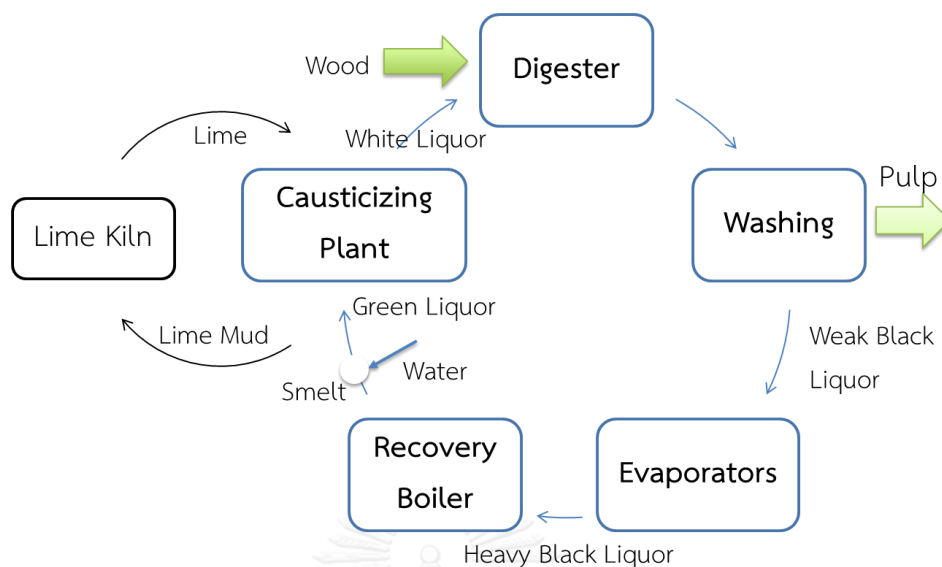 Wood
Digester
Lime
White Liquor
Causticizing
Plant
Lime Kiln
Washing
Pulp
Green Liquor
Lime Mud
Water
Smelt
Weak Black
Liquor
Recovery
Boiler
Evaporators
Heavy Black Liquor